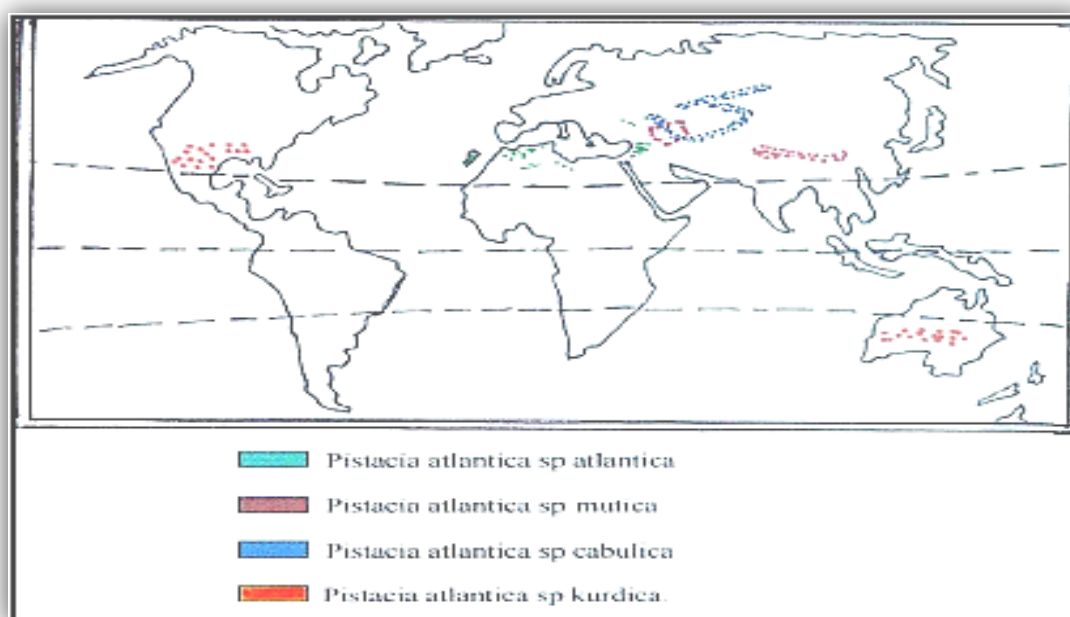 Pistacia atlantica sp atlantica
Pistacia atlantica sp mutica
Pistacia atlantica sp cabulica
Pistacia atlantica sp kurdica.